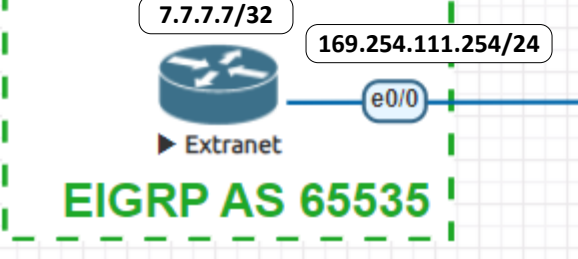 7.7.7.7/32
169.254.111.254/24
e0/0
Extranet
EIGRP AS 65535